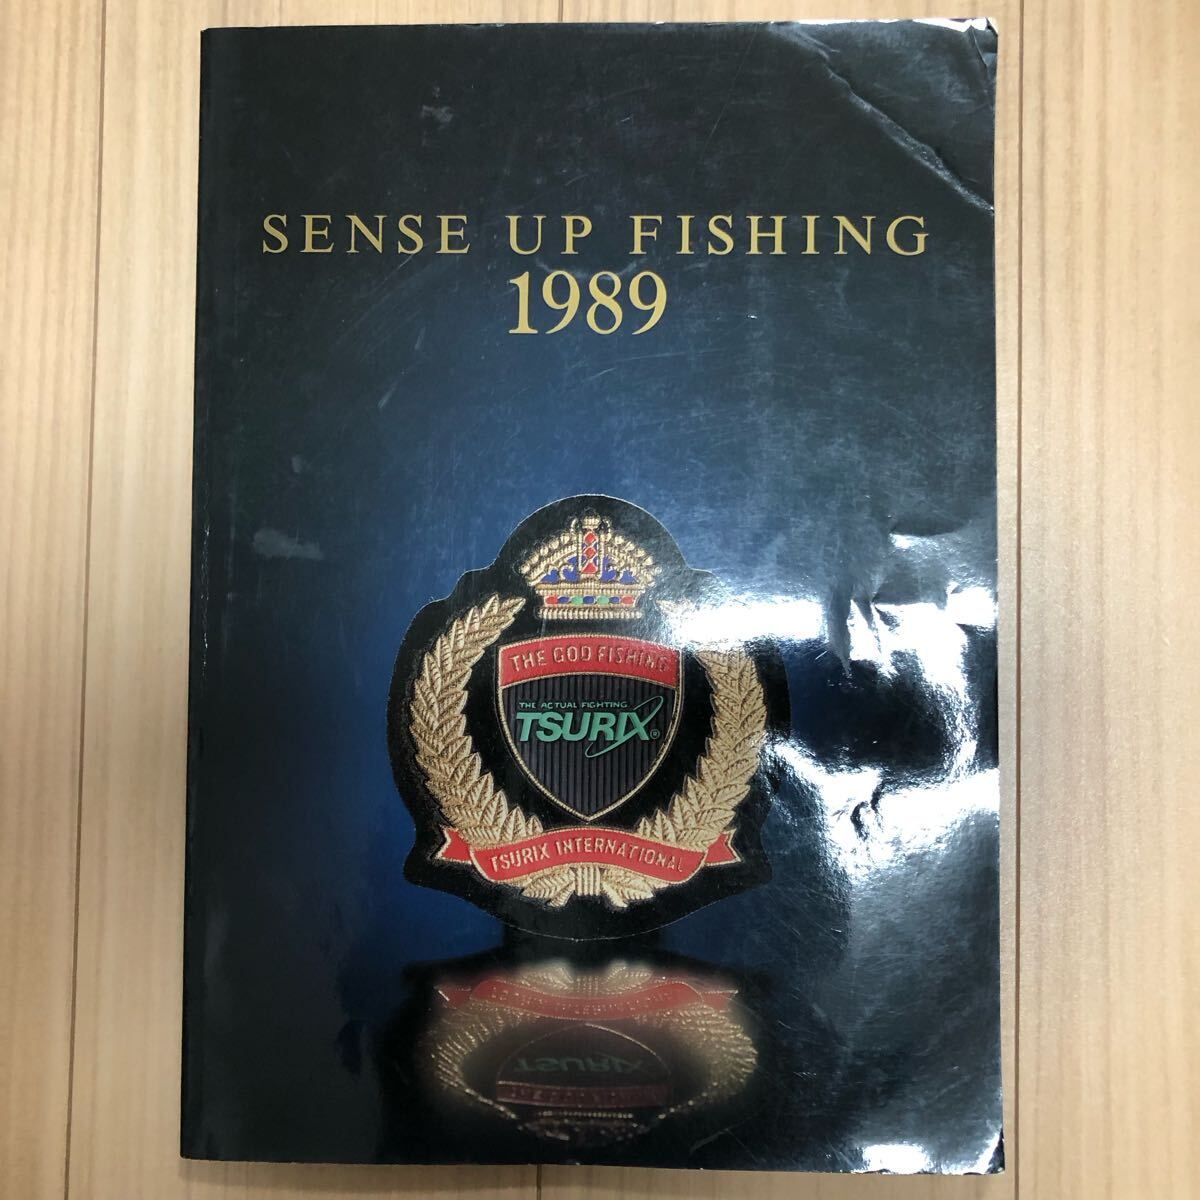 SENSE UP FISHING
1989
THE GOD FISHING
THE ACTUAL FIGHTING
TSURIX®
TSURIX INTERNATIONAL